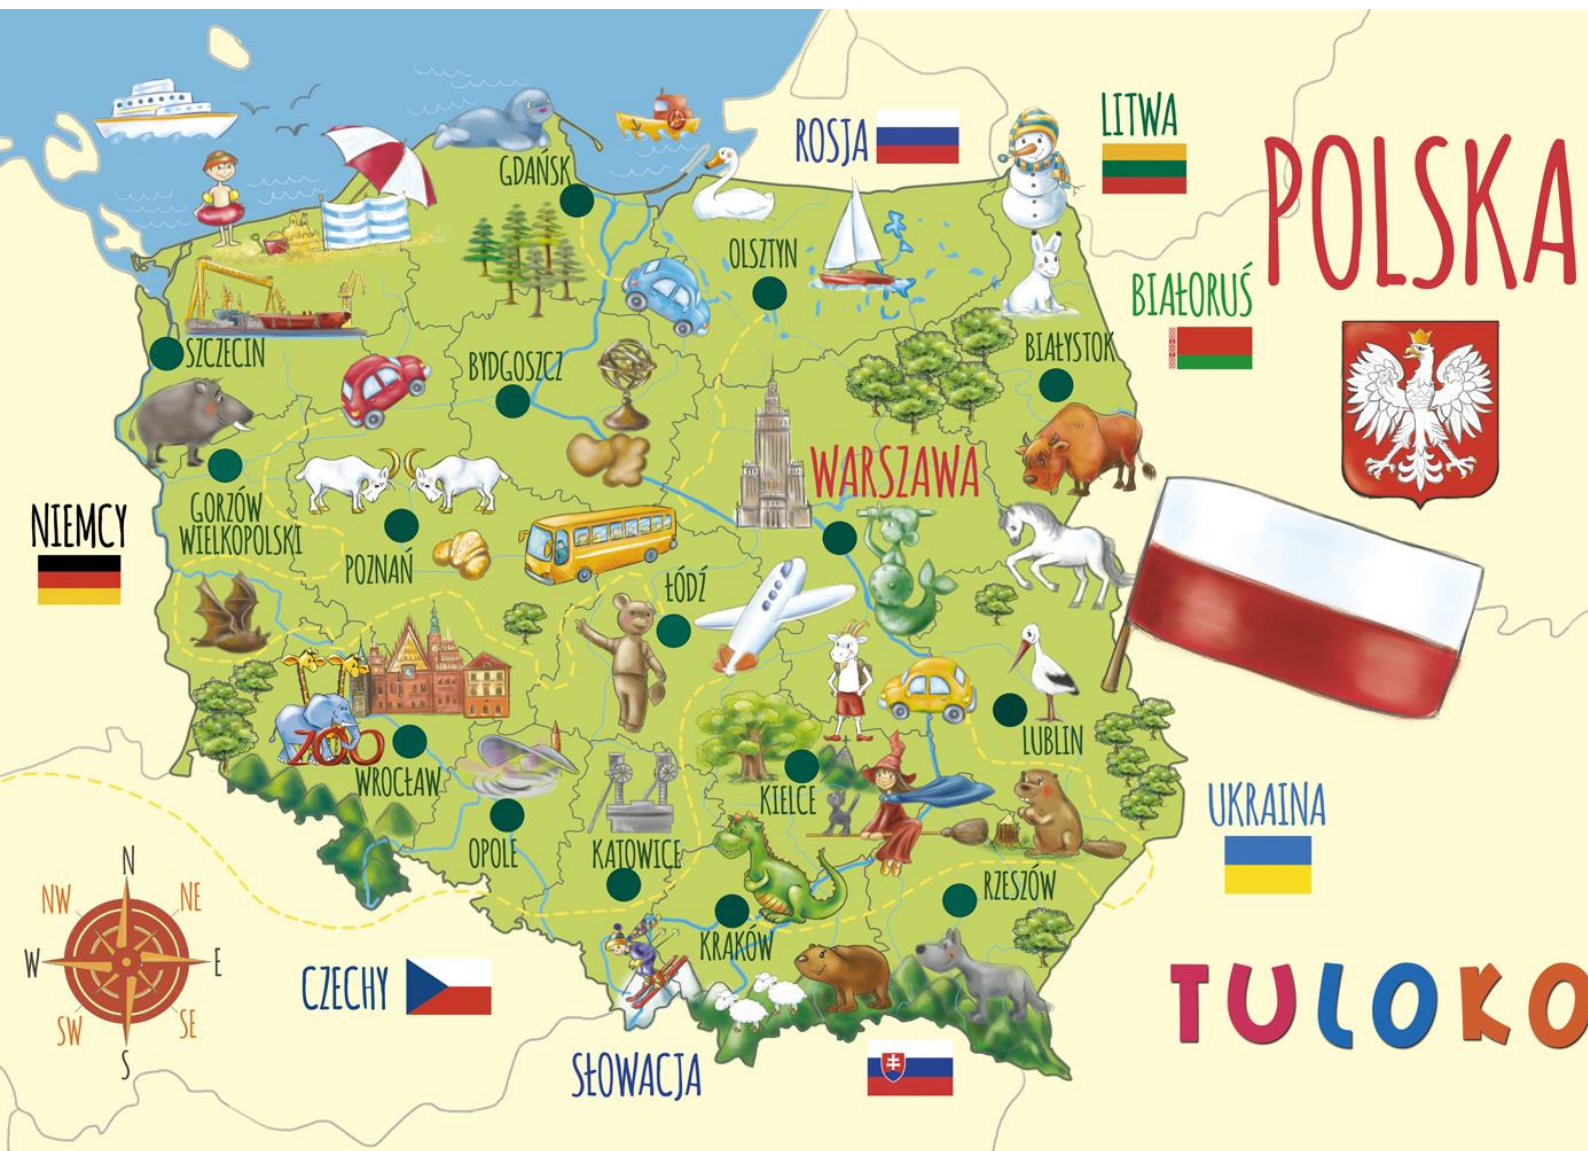 LITWA
ROSJA
POLSKA
GDAŃSK
OLSZTYN
BIAŁORUŚ
SZCZECIN
BYDGOSZCZ
BIAŁYSTOK
WARSZAWA
NIEMCY
GORZÓW
WIELKOPOLSKI
POZNAŃ
ŁÓDŹ
ZOO
WROCŁAW
LUBLIN
KIELCE
UKRAINA
OPOLE
KATOWICE
RZESZÓW
KRAKÓW
N
NW
NE
W
E
SW
SE
S
CZECHY
SŁOWACJA
TULOKO